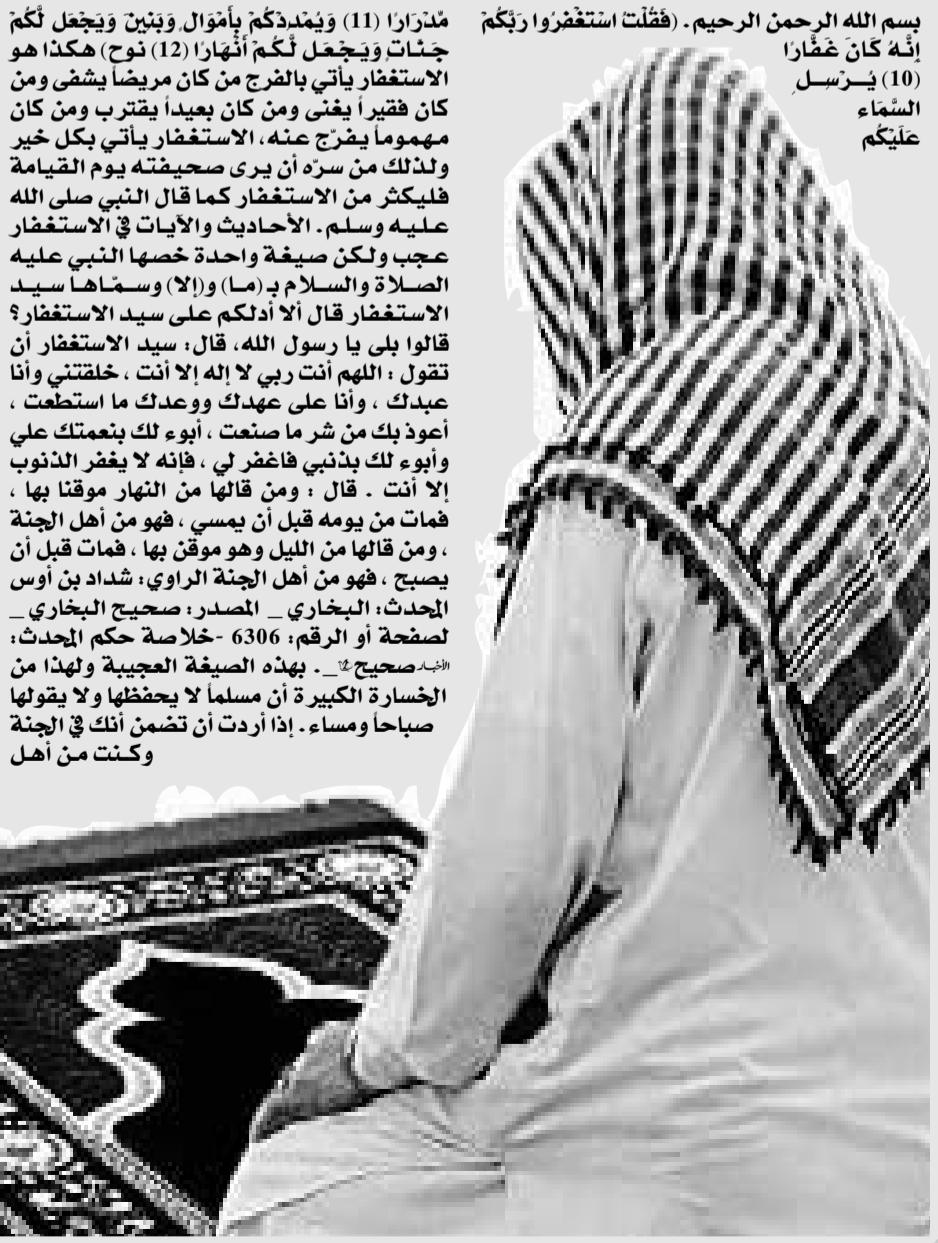 بسم الله الرحمن الرحيم. (فَقُلْتُ اسْتَغْفِرُوا رَبَّكُمْ
إِنَّهُ كَانَ غَفَّارًا
(10) يُـــرْسِـــلِ
السَّمَاءَ
عَلَيْكُم
مِّدْرَارًا (11) وَيُمْدِدْكُمْ بِأَمْوَالٍ وَبَنِينَ وَيَجْعَل لَّكُمْ
جَنَّاتٍ وَيَجْعَل لَّكُمْ أَنْهَارًا (12) نوح) هكذا هو
الاستغفار يأتي بالفرج من كان مريضاً يشفى ومن
كان فقيراً يغنى ومن كان بعيداً يقترب ومن كان
مهموماً يفرّج عنه، الاستغفار يأتي بكل خير
ولذلك من سرّه أن يرى صحيفته يوم القيامة
فليكثر من الاستغفار كما قال النبي صلى الله
عليه وسلم. الأحاديث والآيات في الاستغفار
عجب ولكن صيغة واحدة خصها النبي عليه
الصلاة والسلام بـ (ما) و(إلا) وسمّاها سيد
الاستغفار قال ألا أدلكم على سيد الاستغفار؟
قالوا بلى يا رسول الله، قال: سيد الاستغفار أن
تقول : اللهم أنت ربي لا إله إلا أنت ، خلقتني وأنا
عبدك ، وأنا على عهدك ووعدك ما استطعت ،
أعوذ بك من شر ما صنعت ، أبوء لك بنعمتك علي
وأبوء لك بذنبي فاغفر لي ، فإنه لا يغفر الذنوب
إلا أنت . قال : ومن قالها من النهار موقنا بها ،
فمات من يومه قبل أن يمسي ، فهو من أهل الجنة
، ومن قالها من الليل وهو موقن بها ، فمات قبل أن
يصبح ، فهو من أهل الجنة الراوي: شداد بن أوس
المحدث: البخاري _ المصدر: صحيح البخاري _
لصفحة أو الرقم: 6306 -خلاصة حكم المحدث:
صحيح_. بهذه الصيغة العجيبة ولهذا من
الخسارة الكبيرة أن مسلماً لا يحفظها ولا يقولها
صباحاً ومساء. إذا أردت أن تضمن أنك في الجنة
وكنت من أهل